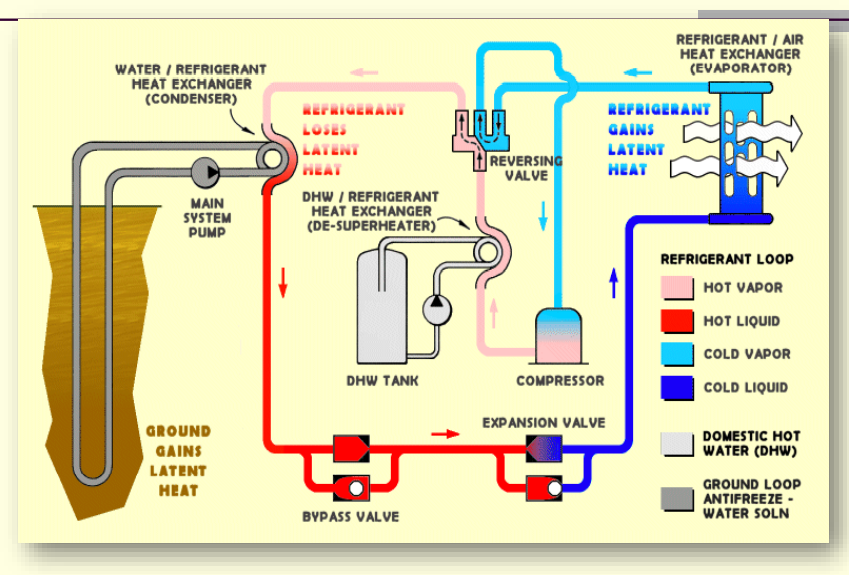 REFRIGERANT / AIR
HEAT EXCHANGER
(EVAPORATOR)
WATER / REFRIGERANT
HEAT EXCHANGER
(CONDENSER)
REFRIGERANT
LOSES
LATENT
HEAT
REFRIGERANT
GAINS
LATENT
HEAT
REVERSING
VALVE
MAIN
SYSTEM
PUMP
DHW / REFRIGERANT
HEAT EXCHANGER
(DE-SUPERHEATER)
REFRIGERANT LOOP
HOT VAPOR
HOT LIQUID
COLD VAPOR
COLD LIQUID
DHW TANK
COMPRESSOR
EXPANSION VALVE
GROUND
GAINS
LATENT
HEAT
BYPASS VALVE
DOMESTIC HOT
WATER (DHW)
GROUND LOOP
ANTIFREEZE -
WATER SOLN